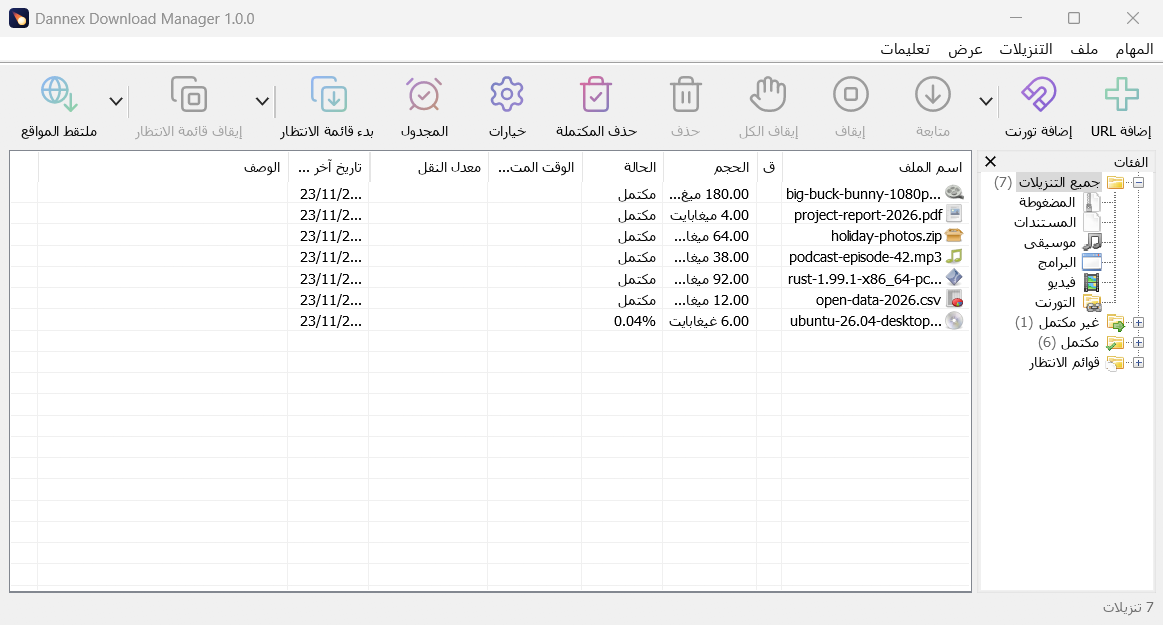 Dannex Download Manager 1.0.0
المهام ملف التنزيلات عرض تعليمات
إضافة URL إضافة تورنت متابعة إيقاف إيقاف الكل حذف حذف المكتملة خيارات المجدول بدء قائمة الانتظار إيقاف قائمة الانتظار ملتقط المواقع
الفئات
جميع التنزيلات (7)
المضغوطة
المستندات
موسيقى
البرامج
فيديو
التورنت
غير مكتمل (1)
مكتمل (6)
قوائم الانتظار
اسم الملف ق الحجم الحالة الوقت المت... معدل النقل تاريخ آخر ... الوصف
big-buck-bunny-1080p... 180.00 ميغ... مكتمل 23/11/2...
project-report-2026.pdf 4.00 ميغابايت مكتمل 23/11/2...
holiday-photos.zip 64.00 ميغا... مكتمل 23/11/2...
podcast-episode-42.mp3 38.00 ميغا... مكتمل 23/11/2...
rust-1.99.1-x86_64-pc... 92.00 ميغا... مكتمل 23/11/2...
open-data-2026.csv 12.00 ميغا... مكتمل 23/11/2...
ubuntu-26.04-desktop... 6.00 غيغابايت 0.04% 23/11/2...
7 تنزيلات